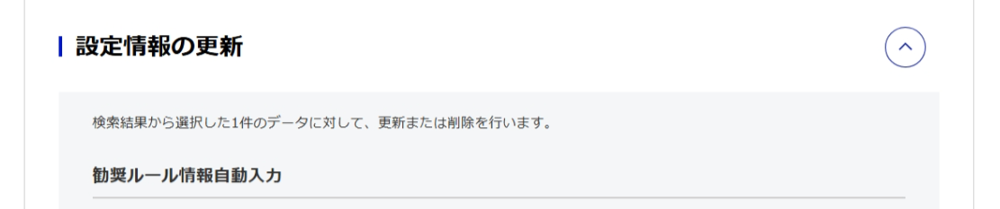 設定情報の更新
検索結果から選択した1件のデータに対して、更新または削除を行います。
勧奨ルール情報自動入力